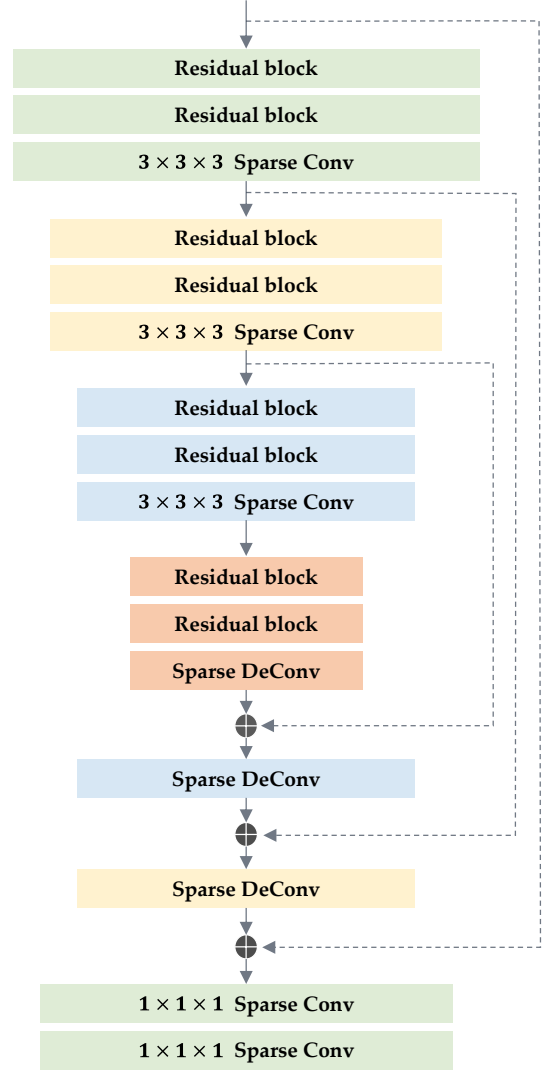 Residual block
Residual block
3 × 3 × 3 Sparse Conv
Residual block
Residual block
3 × 3 × 3 Sparse Conv
Residual block
Residual block
3 × 3 × 3 Sparse Conv
Residual block
Residual block
Sparse DeConv
Sparse DeConv
Sparse DeConv
1 × 1 × 1 Sparse Conv
1 × 1 × 1 Sparse Conv